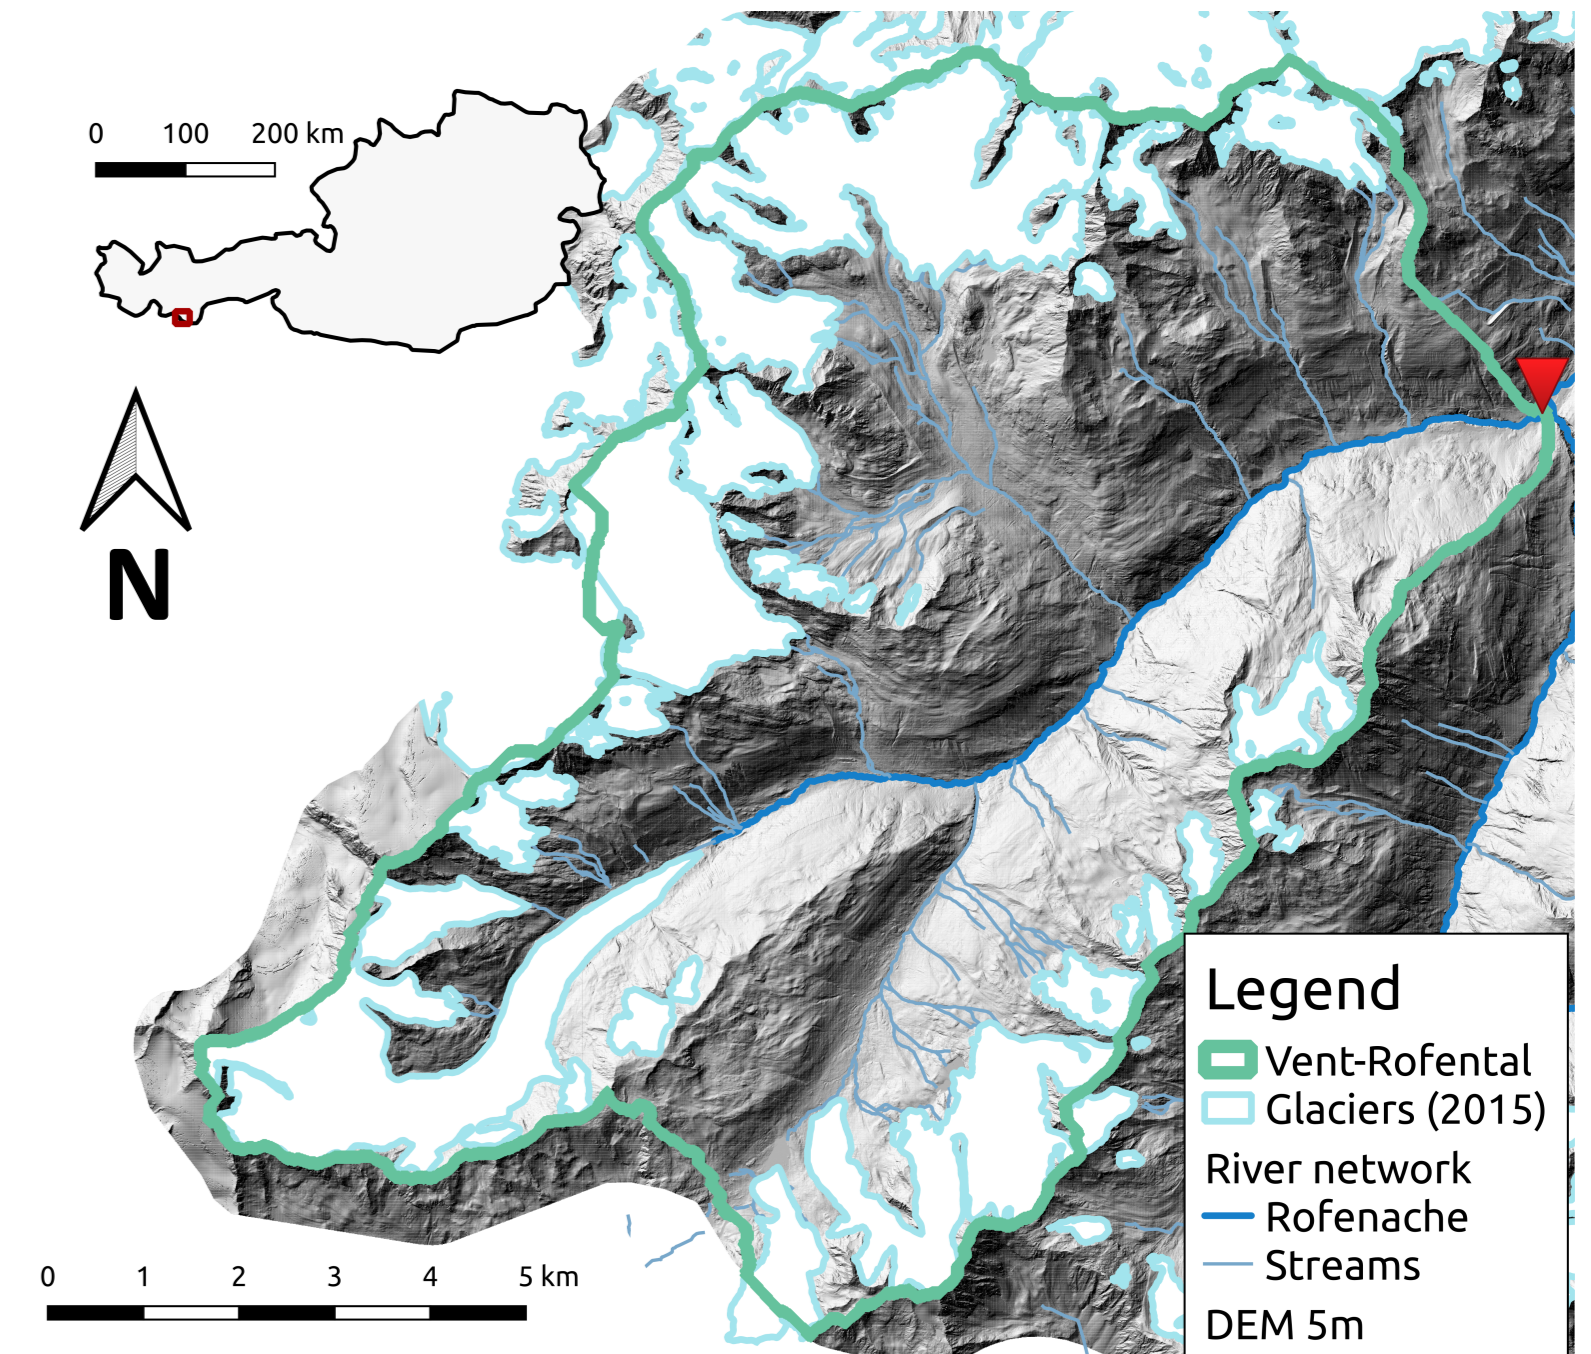 0 100 200 km
N
0 1 2 3 4 5 km
Legend
Vent-Rofental
Glaciers (2015)
River network
Rofenache
Streams
DEM 5m